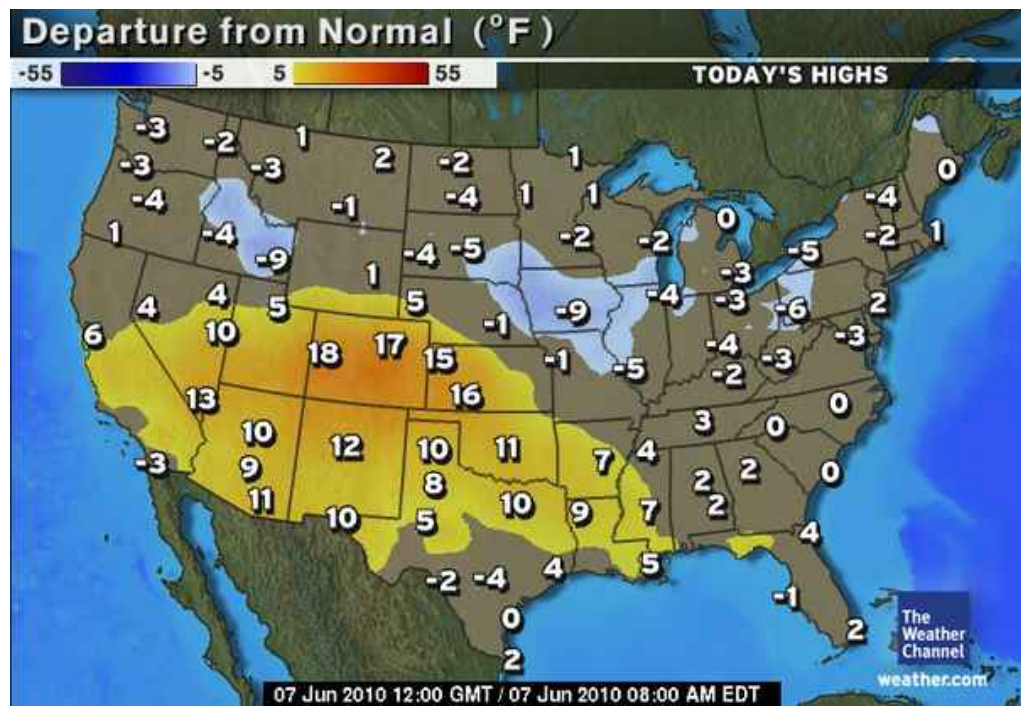 Departure from Normal (°F)
-55 -5 5 55 TODAY'S HIGHS
-3 -2 1 2 -2 1 0
-3 -3 -4 1 1 -4
-4 -1 0
1 -4 -4 -5 -2 -2 -5 -2 1
-9 1 -3
4 4 5 5 -9 -4 -3 -6 2
6 10 -1 -4 -3
18 17 15 -1 -5 -2 -3
13 16 0
10 12 10 11 4 3 0
-3 9 8 7 2 2 0
11 10 5 10 9 7 2 4
-2 -4 4 5
0 -1 2
2
The
Weather
Channel
weather.com
07 Jun 2010 12:00 GMT / 07 Jun 2010 08:00 AM EDT